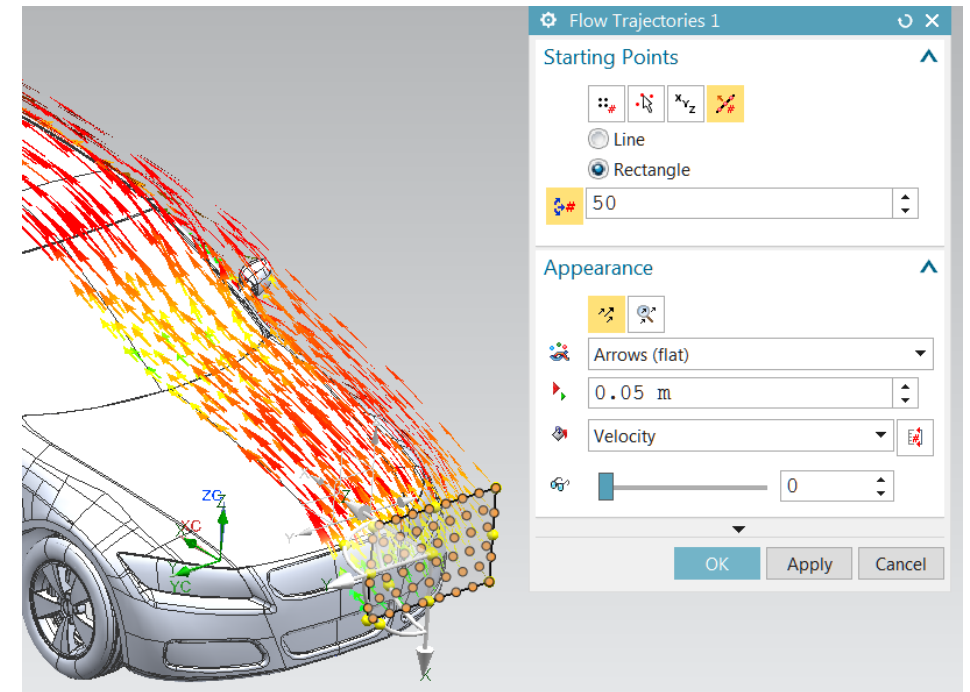 Flow Trajectories 1
Starting Points
#
X Y Z
#
Line
Rectangle
#
50
Appearance
Arrows (flat)
0.05 m
Velocity
#
0
OK Apply Cancel
Z
ZC
XC
YC
X
Z
Y
Y
X